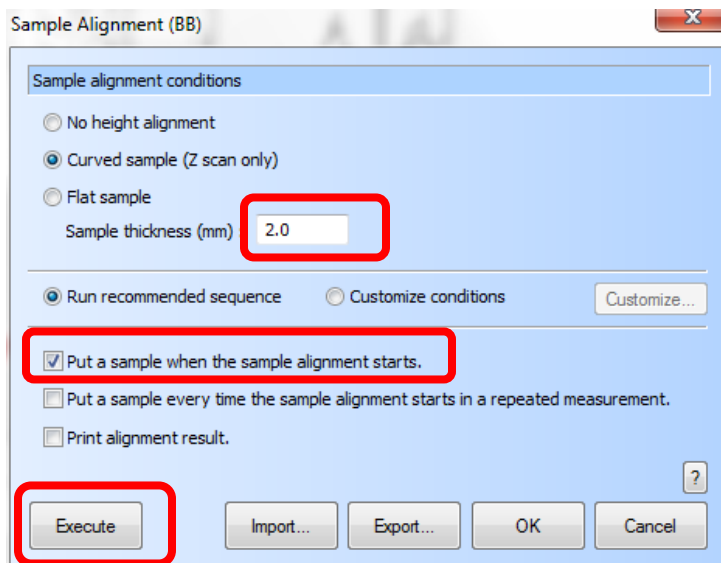 Sample Alignment (BB)
Sample alignment conditions
No height alignment
Curved sample (Z scan only)
Flat sample
Sample thickness (mm) 2.0
Run recommended sequence Customize conditions Customize...
Put a sample when the sample alignment starts.
Put a sample every time the sample alignment starts in a repeated measurement.
Print alignment result.
?
Execute Import... Export... OK Cancel